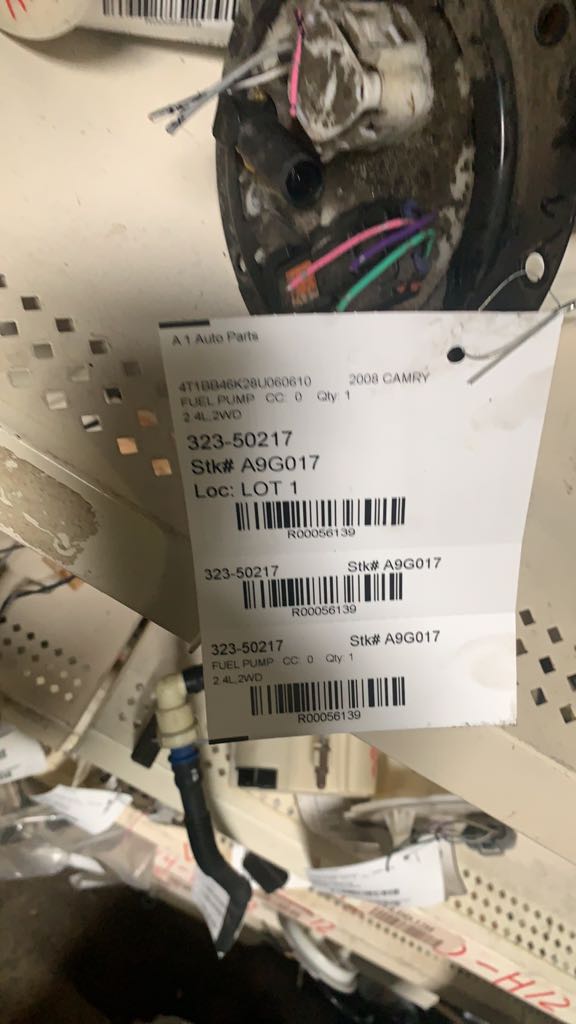 A 1 Auto Parts
4T1BB46K28U060610 2008 CAMRY
FUEL PUMP CC: 0 Qty: 1
2.4L,2WD
323-50217
Stk# A9G017
Loc: LOT 1
R00056139
323-50217 Stk# A9G017
R00056139
323-50217 Stk# A9G017
FUEL PUMP CC: 0 Qty: 1
2.4L,2WD
R00056139
-H12